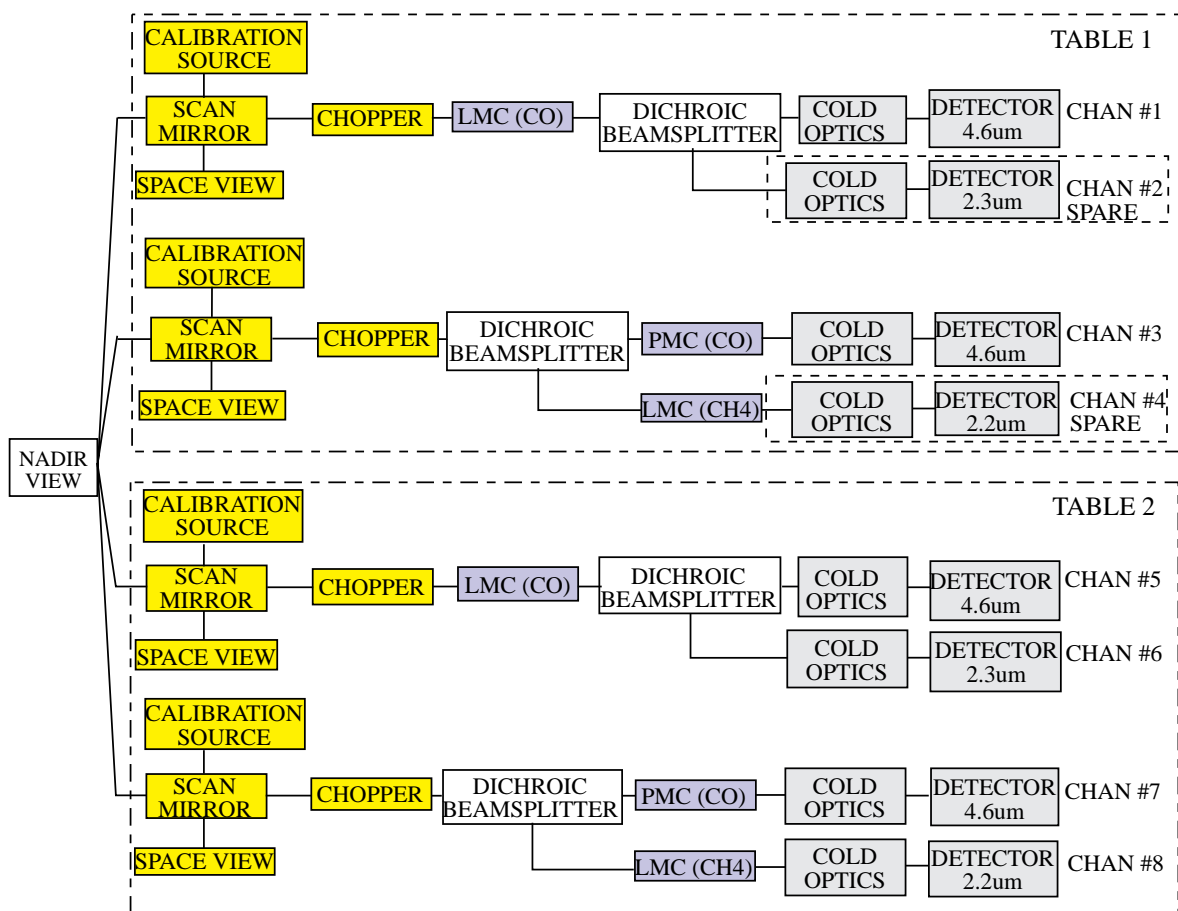 TABLE 1
CALIBRATION
SOURCE
SCAN
MIRROR
SPACE VIEW
CHOPPER
LMC (CO)
DICHROIC
BEAMSPLITTER
COLD
OPTICS
DETECTOR
4.6um
CHAN #1
COLD
OPTICS
DETECTOR
2.3um
CHAN #2
SPARE
CALIBRATION
SOURCE
SCAN
MIRROR
SPACE VIEW
CHOPPER
DICHROIC
BEAMSPLITTER
PMC (CO)
COLD
OPTICS
DETECTOR
4.6um
CHAN #3
LMC (CH4)
COLD
OPTICS
DETECTOR
2.2um
CHAN #4
SPARE
NADIR
VIEW
TABLE 2
CALIBRATION
SOURCE
SCAN
MIRROR
SPACE VIEW
CHOPPER
LMC (CO)
DICHROIC
BEAMSPLITTER
COLD
OPTICS
DETECTOR
4.6um
CHAN #5
COLD
OPTICS
DETECTOR
2.3um
CHAN #6
CALIBRATION
SOURCE
SCAN
MIRROR
SPACE VIEW
CHOPPER
DICHROIC
BEAMSPLITTER
PMC (CO)
COLD
OPTICS
DETECTOR
4.6um
CHAN #7
LMC (CH4)
COLD
OPTICS
DETECTOR
2.2um
CHAN #8